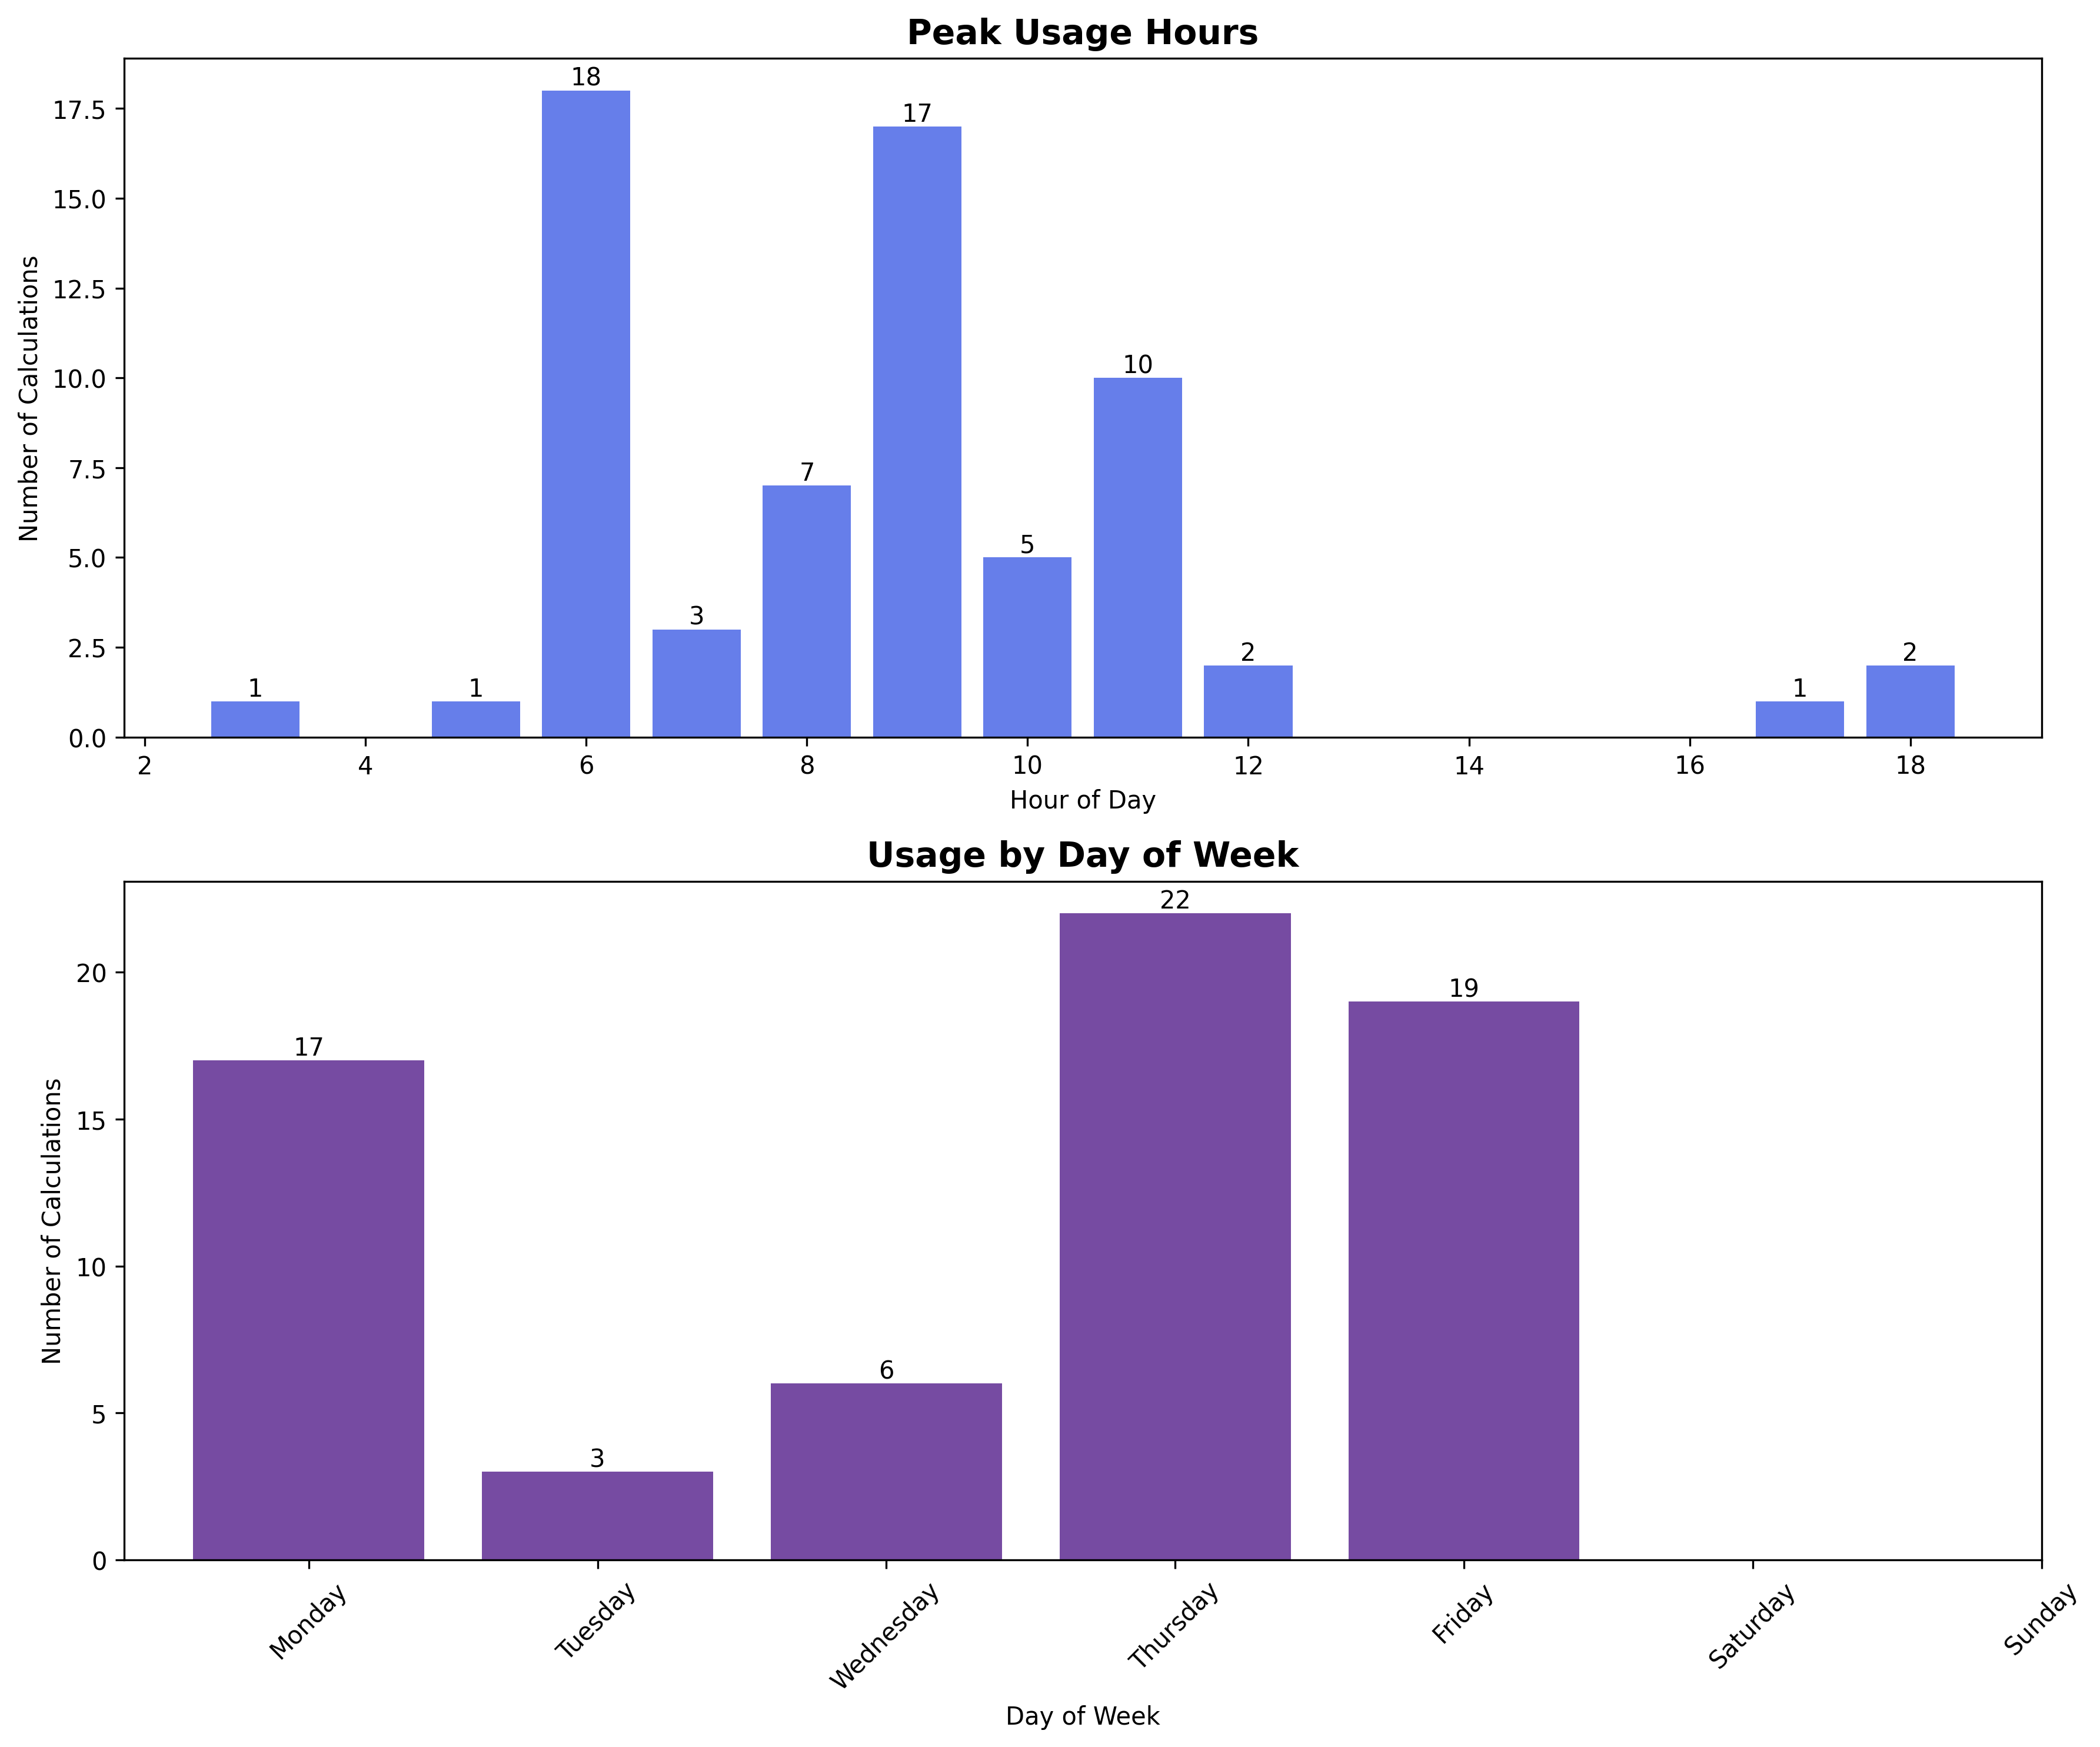 Peak Usage Hours
Number of Calculations
17.5
15.0
12.5
10.0
7.5
5.0
2.5
0.0
1
1
18
3
7
17
5
10
2
1
2
2
4
6
8
10
12
14
16
18
Hour of Day
Usage by Day of Week
Number of Calculations
20
15
10
5
0
17
3
6
22
19
Monday
Tuesday
Wednesday
Thursday
Friday
Saturday
Sunday
Day of Week